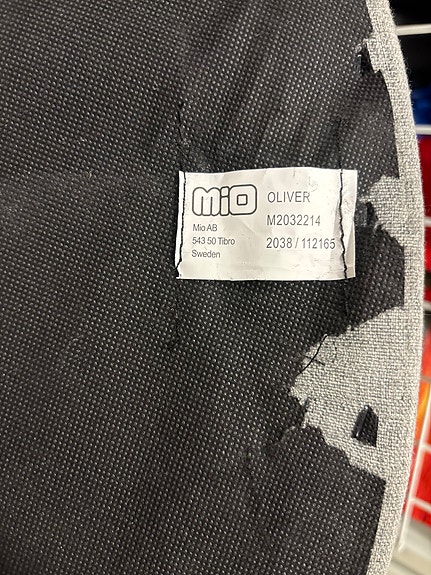 mio
Mio AB
543 50 Tibro
Sweden
OLIVER
M2032214
2038 / 112165